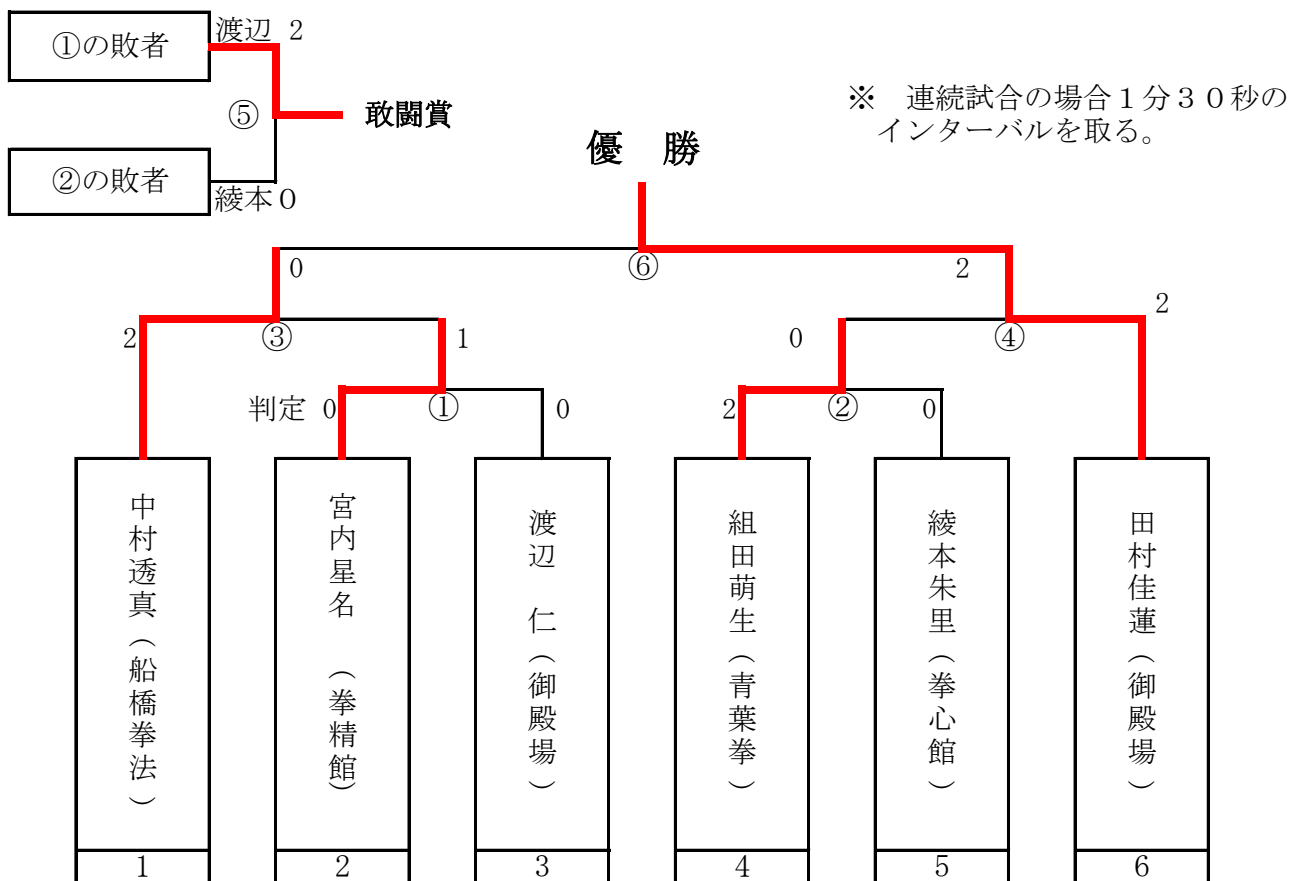 ①の敗者
渡辺 2
⑤
敢闘賞
②の敗者
綾本０
※　連続試合の場合１分３０秒の
インターバルを取る。
優　勝
0
⑥
2
2
③
1
0
④
2
判定 0
①
0
2
②
0
中村透真（船橋拳法）
宮内星名　（拳精館）
渡辺　仁（御殿場）
組田萌生（青葉拳）
綾本朱里（拳心館）
田村佳蓮（御殿場）
1
2
3
4
5
6